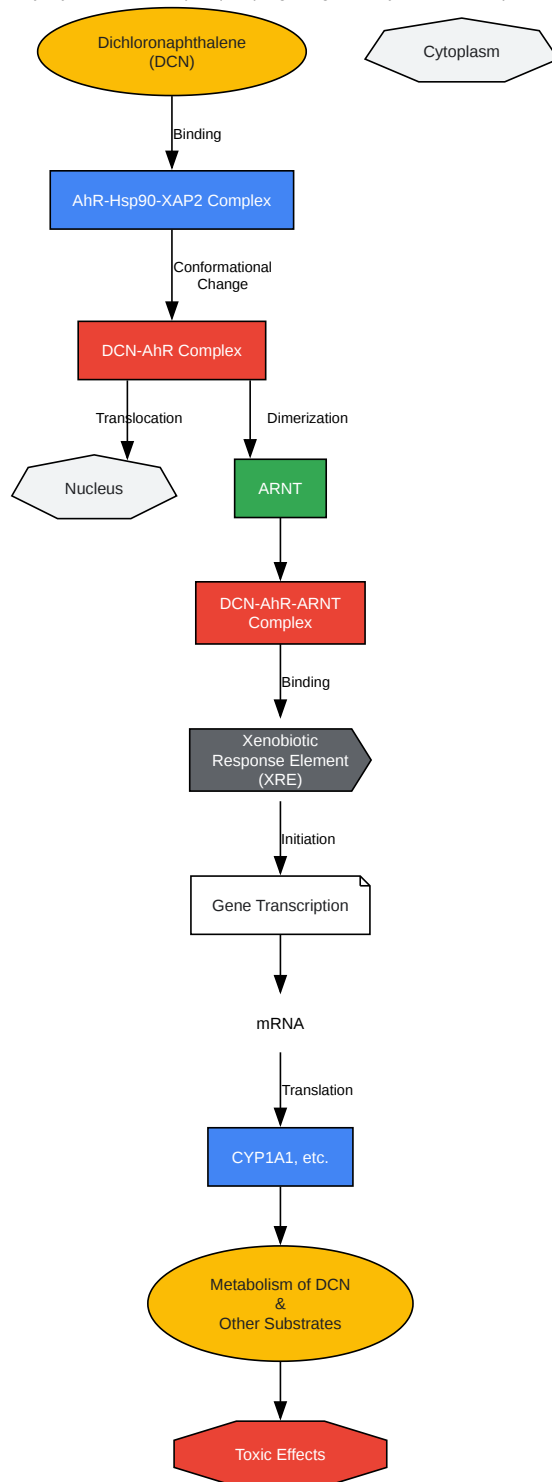 Dichloronaphthalene
(DCN)
Cytoplasm
Binding
AhR-Hsp90-XAP2 Complex
Conformational
Change
DCN-AhR Complex
Translocation
Dimerization
Nucleus
ARNT
DCN-AhR-ARNT
Complex
Binding
Xenobiotic
Response Element
(XRE)
Initiation
Gene Transcription
mRNA
Translation
CYP1A1, etc.
Metabolism of DCN
&
Other Substrates
Toxic Effects